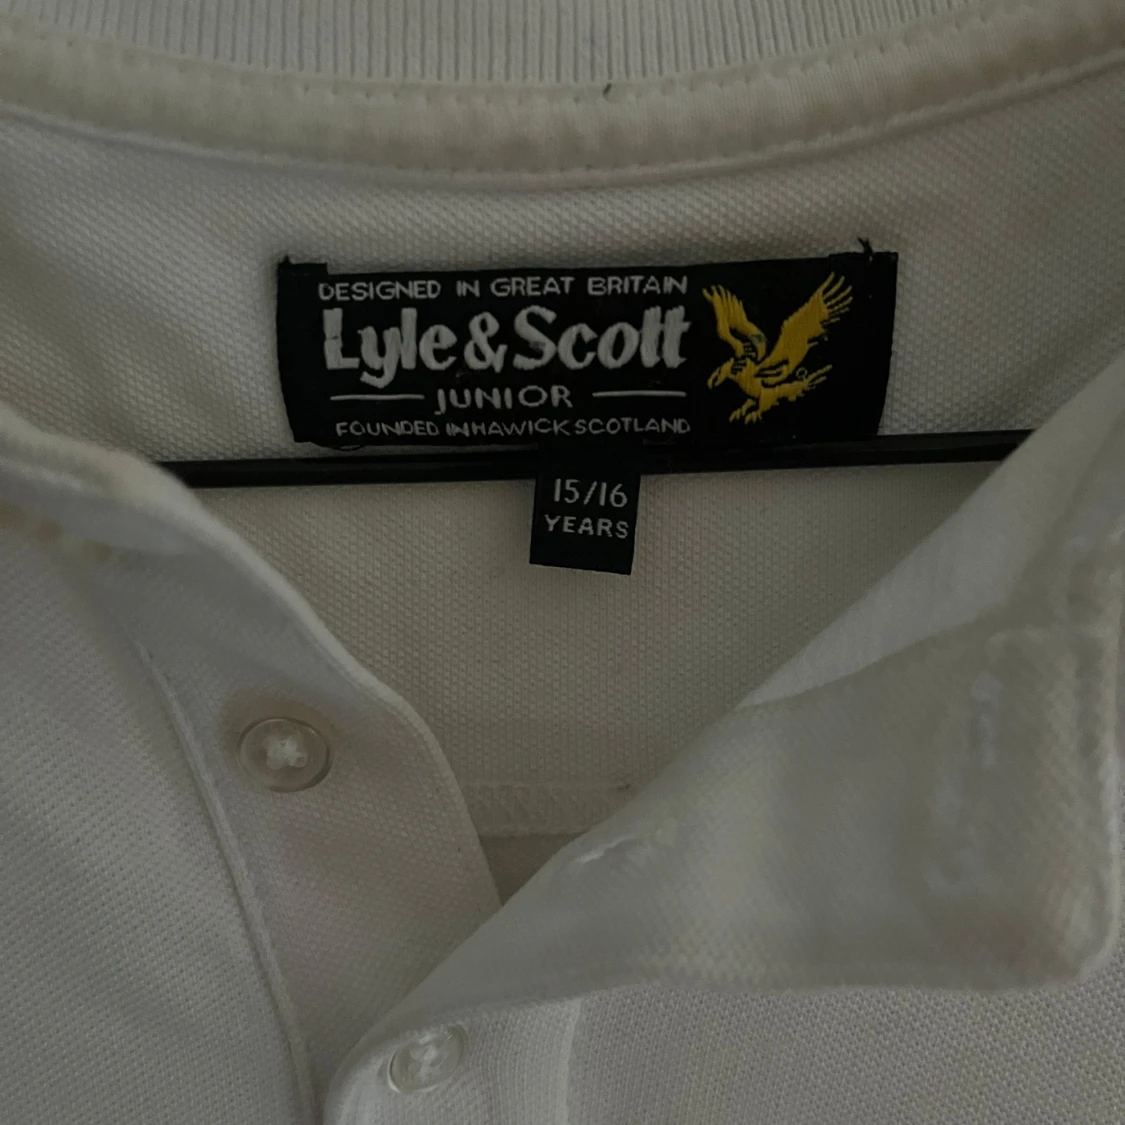 DESIGNED IN GREAT BRITAIN
Lyle&Scott
JUNIOR
FOUNDED IN HAWICK SCOTLAND
15/16
YEARS